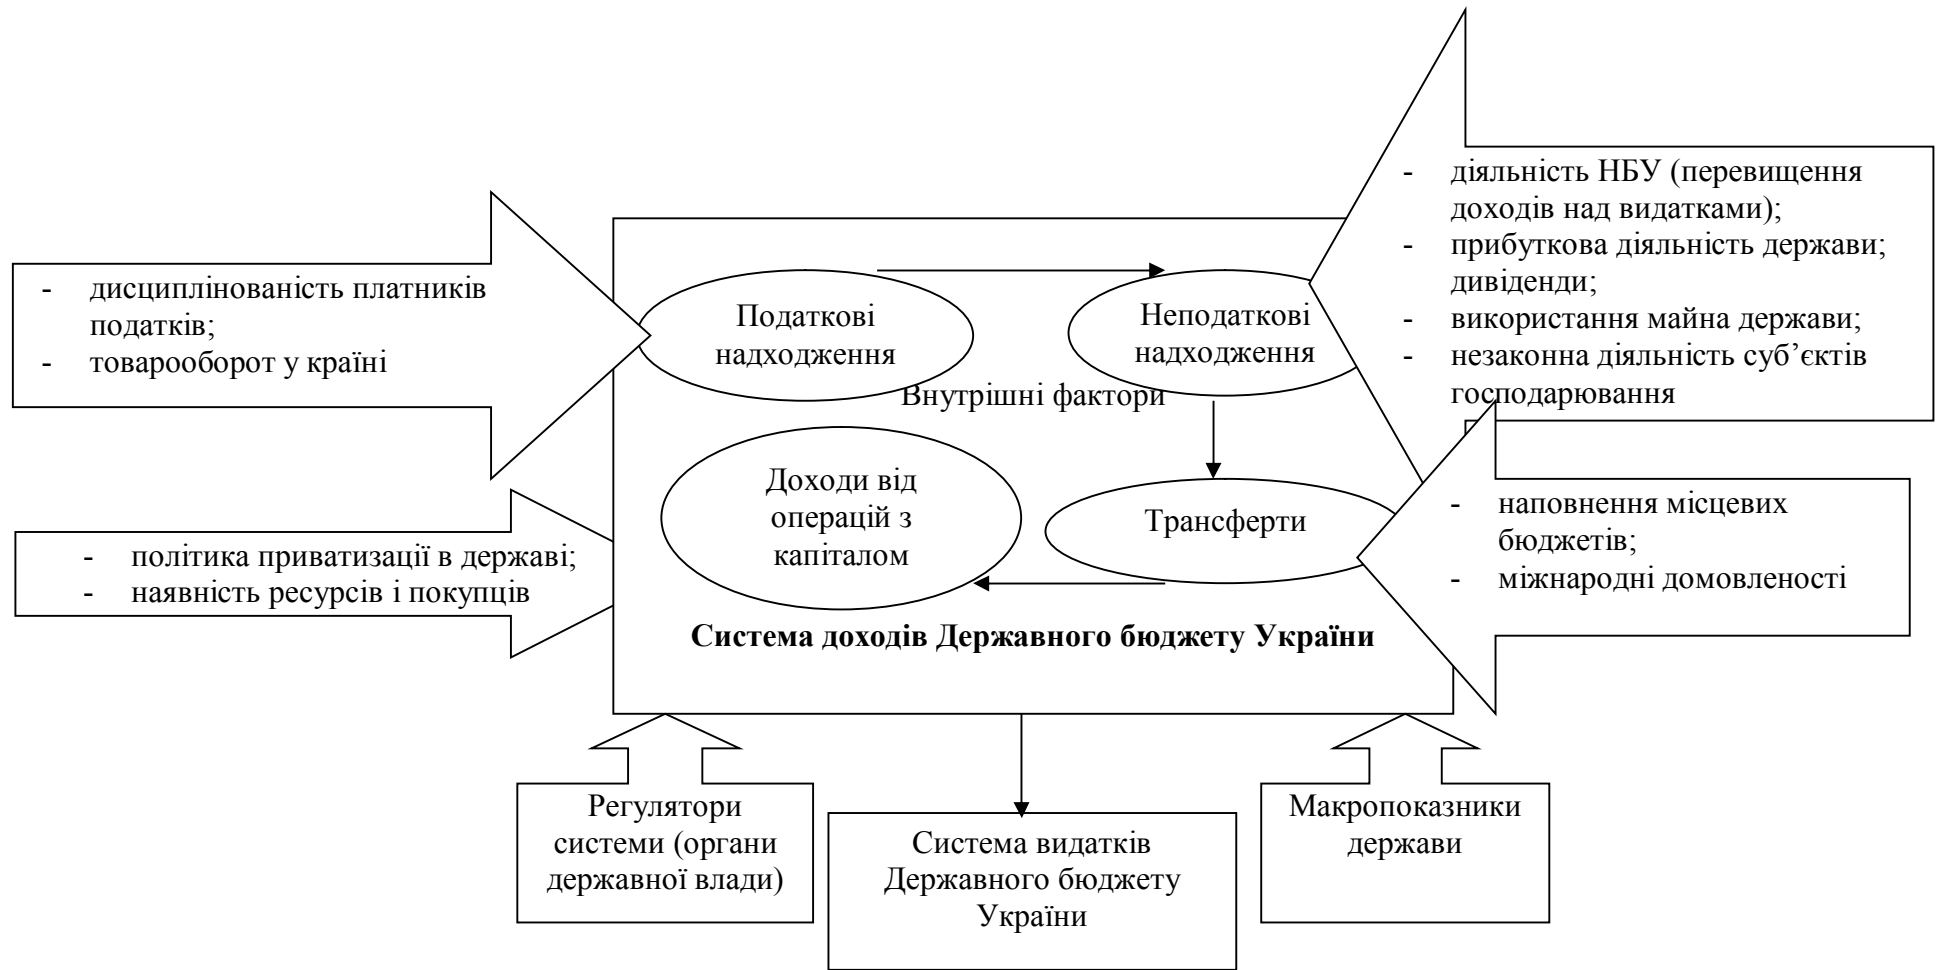 - дисциплінованість платників
податків;
- товарооборот у країні
- політика приватизації в державі;
- наявність ресурсів і покупців
Податкові
надходження
Неподаткові
надходження
Внутрішні фактори
Доходи від
операцій з
капіталом
Трансферти
Система доходів Державного бюджету України
- діяльність НБУ (перевищення
доходів над видатками);
- прибуткова діяльність держави;
дивіденди;
- використання майна держави;
- незаконна діяльність суб’єктів
господарювання
- наповнення місцевих
бюджетів;
- міжнародні домовленості
Регулятори
системи (органи
державної влади)
Система видатків
Державного бюджету
України
Макропоказники
держави